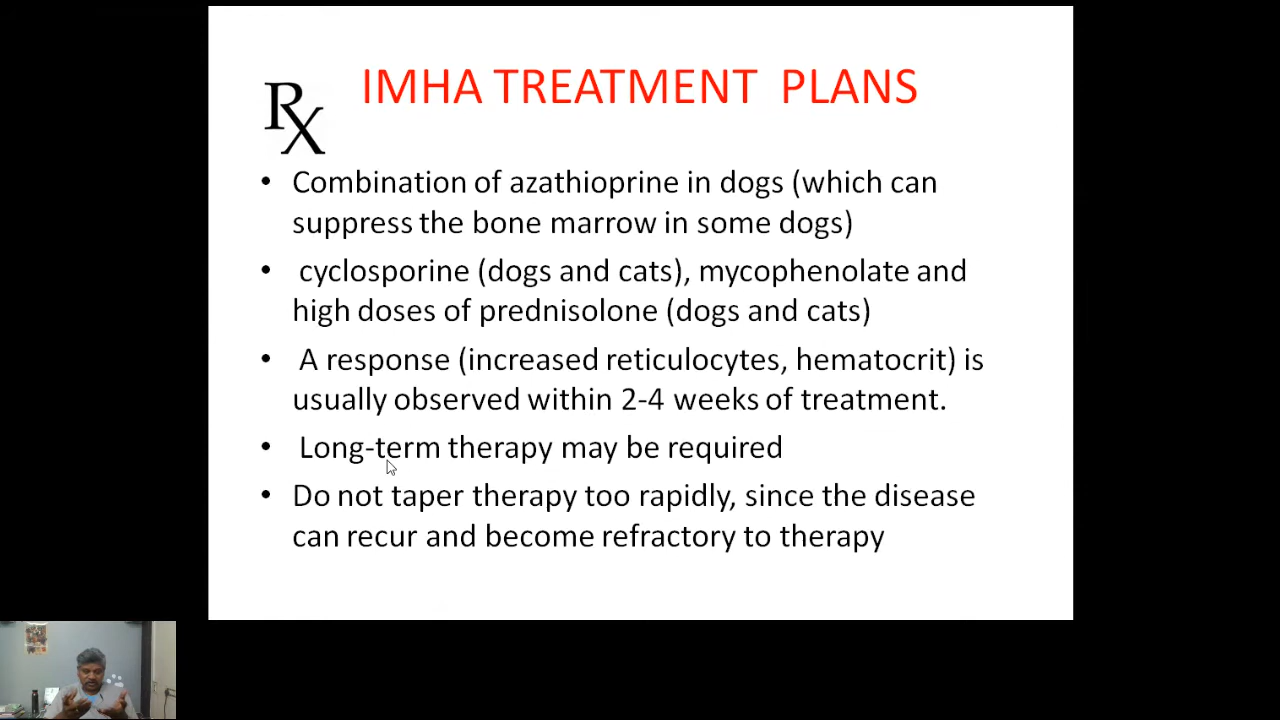 Rx
IMHA TREATMENT PLANS
• Combination of azathioprine in dogs (which can
suppress the bone marrow in some dogs)
• cyclosporine (dogs and cats), mycophenolate and
high doses of prednisolone (dogs and cats)
• A response (increased reticulocytes, hematocrit) is
usually observed within 2-4 weeks of treatment.
• Long-term therapy may be required
• Do not taper therapy too rapidly, since the disease
can recur and become refractory to therapy